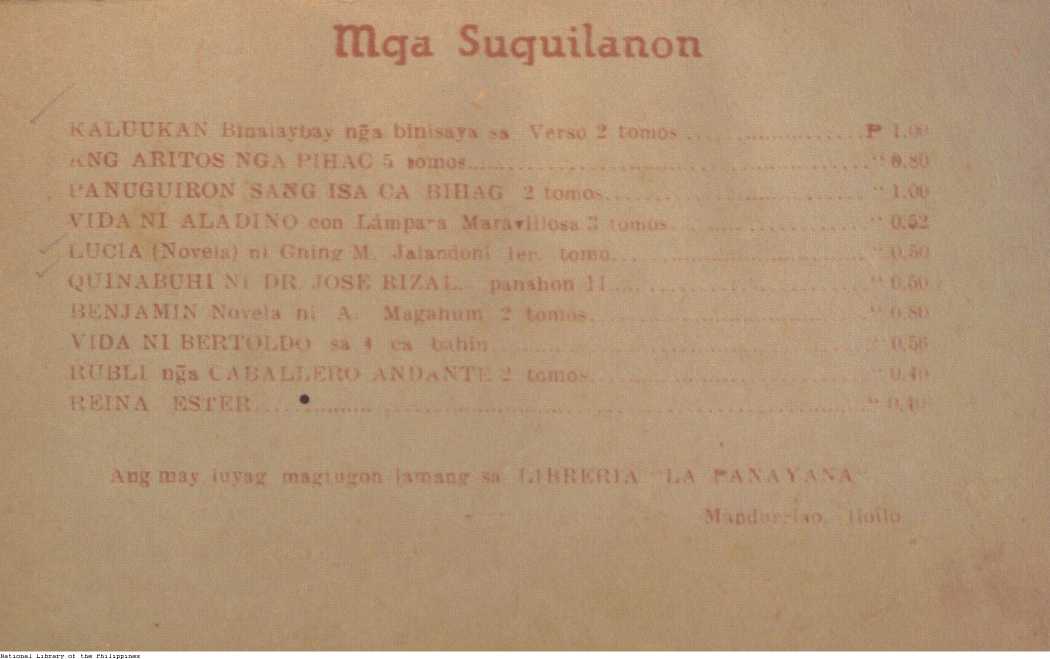 Mga Suguilanon
KALUUKAN Binalaybay nga binisaya sa Verso 2 tomos ........................ ₱ 1.00
ANG ARITOS NGA PIHAC 5 tomos........................ " 0.80
PANUGUIRON SANG ISA CA BIHAG 2 tomos........................ " 1.00
VIDA NI ALADINO con Lámpara Maravillosa 3 tomos........................ " 0.52
LUCIA (Novela) ni Gning M. Jalandoni 1er. tomo........................ " 0.50
QUINABUHI NI DR. JOSE RIZAL. panahon 11........................ " 0.50
BENJAMIN Novela ni A. Magahum 2 tomos........................ " 0.80
VIDA NI BERTOLDO sa 4 ca bahin........................ " 0.56
RUBLI ng̃a CABALLERO ANDANTE 2 tomos........................ " 0.40
REINA ESTER........................ " 0.40
Ang may luyag magtugon lamang sa LIBRERIA "LA PANAYANA"
Mandurriao, Iloilo
National Library of the Philippines